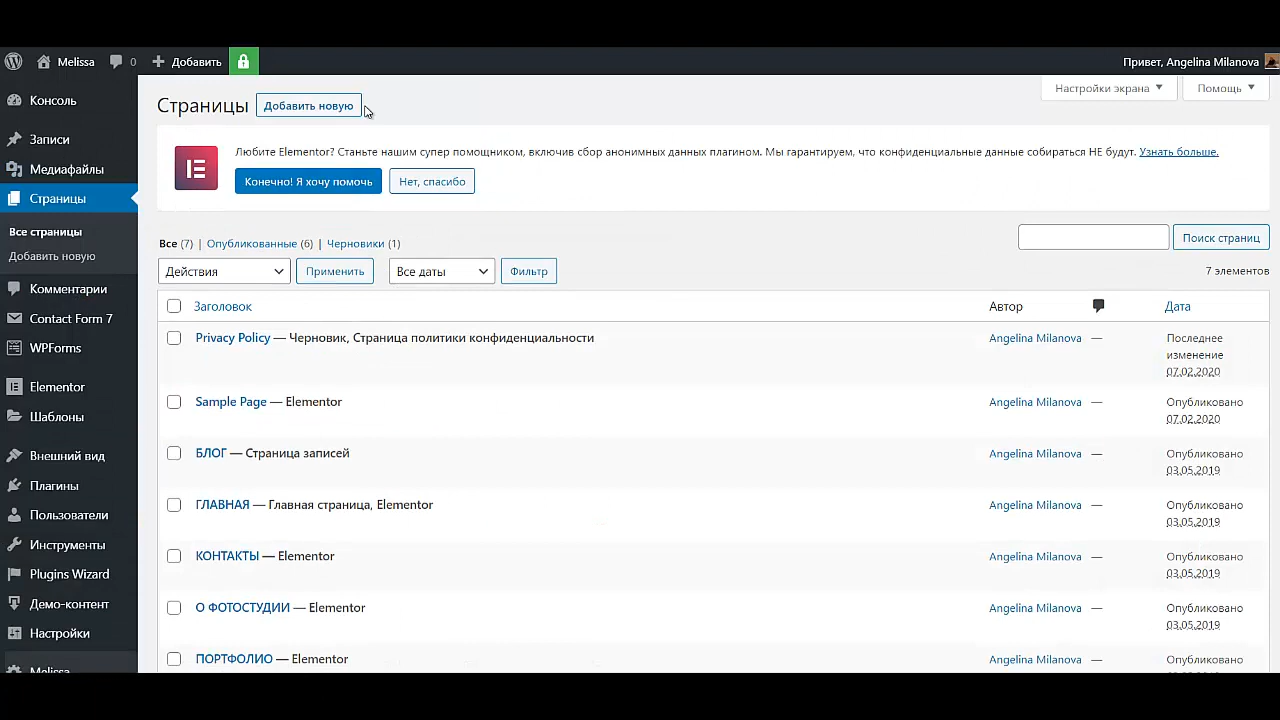 Melissa 0 Добавить Привет, Angelina Milanova
Консоль
Записи
Медиафайлы
Страницы
Все страницы
Добавить новую
Комментарии
Contact Form 7
WPForms
Elementor
Шаблоны
Внешний вид
Плагины
Пользователи
Инструменты
Plugins Wizard
Демо-контент
Настройки
Melissa
Настройки экрана Помощь
Страницы Добавить новую
Любите Elementor? Станьте нашим супер помощником, включив сбор анонимных данных плагином. Мы гарантируем, что конфиденциальные данные собираться НЕ будут. Узнать больше.
Конечно! Я хочу помочь Нет, спасибо
Все (7) | Опубликованные (6) | Черновики (1)
Поиск страниц
Действия Применить Все даты Фильтр 7 элементов
Заголовок Автор Дата
Privacy Policy — Черновик, Страница политики конфиденциальности Angelina Milanova — Последнее
изменение
07.02.2020
Sample Page — Elementor Angelina Milanova — Опубликовано
07.02.2020
БЛОГ — Страница записей Angelina Milanova — Опубликовано
03.05.2019
ГЛАВНАЯ — Главная страница, Elementor Angelina Milanova — Опубликовано
03.05.2019
КОНТАКТЫ — Elementor Angelina Milanova — Опубликовано
03.05.2019
О ФОТОСТУДИИ — Elementor Angelina Milanova — Опубликовано
03.05.2019
ПОРТФОЛИО — Elementor Angelina Milanova — Опубликовано